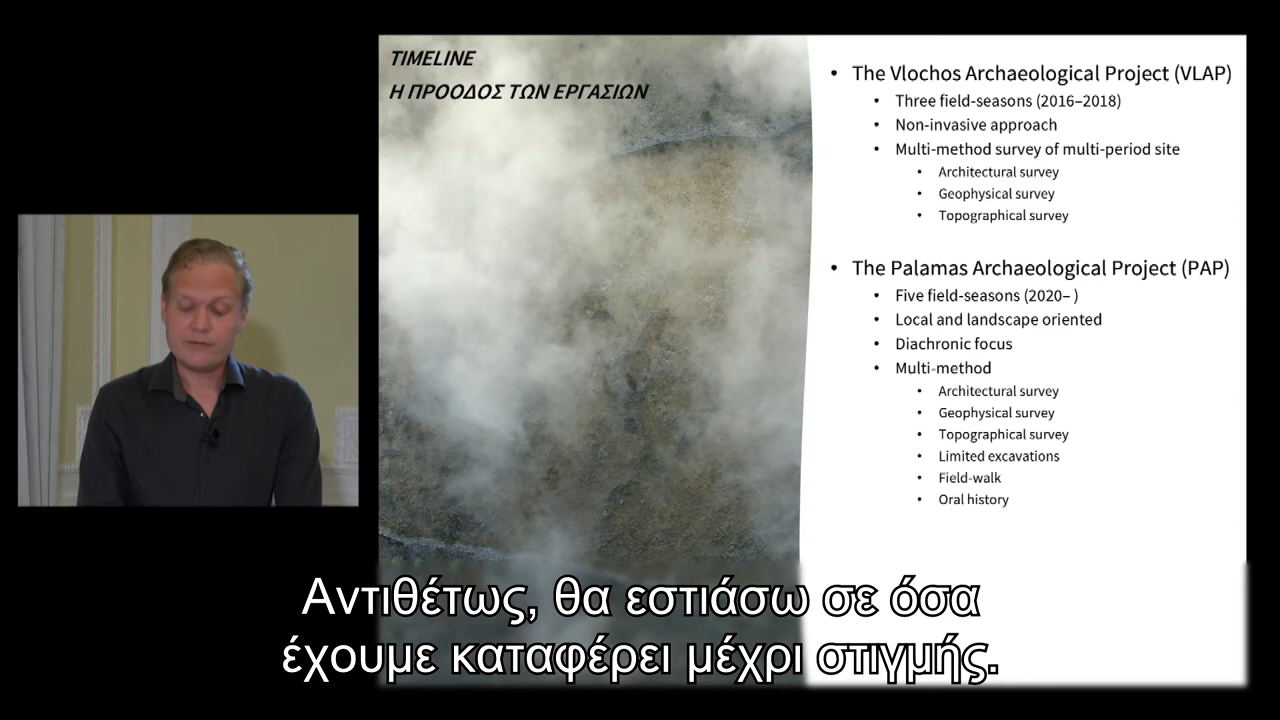 TIMELINE
Η ΠΡΟΟΔΟΣ ΤΩΝ ΕΡΓΑΣΙΩΝ
• The Vlochos Archaeological Project (VLAP)
• Three field-seasons (2016–2018)
• Non-invasive approach
• Multi-method survey of multi-period site
• Architectural survey
• Geophysical survey
• Topographical survey
• The Palamas Archaeological Project (PAP)
• Five field-seasons (2020– )
• Local and landscape oriented
• Diachronic focus
• Multi-method
• Architectural survey
• Geophysical survey
• Topographical survey
• Limited excavations
• Field-walk
• Oral history
Αντιθέτως, θα εστιάσω σε όσα
έχουμε καταφέρει μέχρι στιγμής.